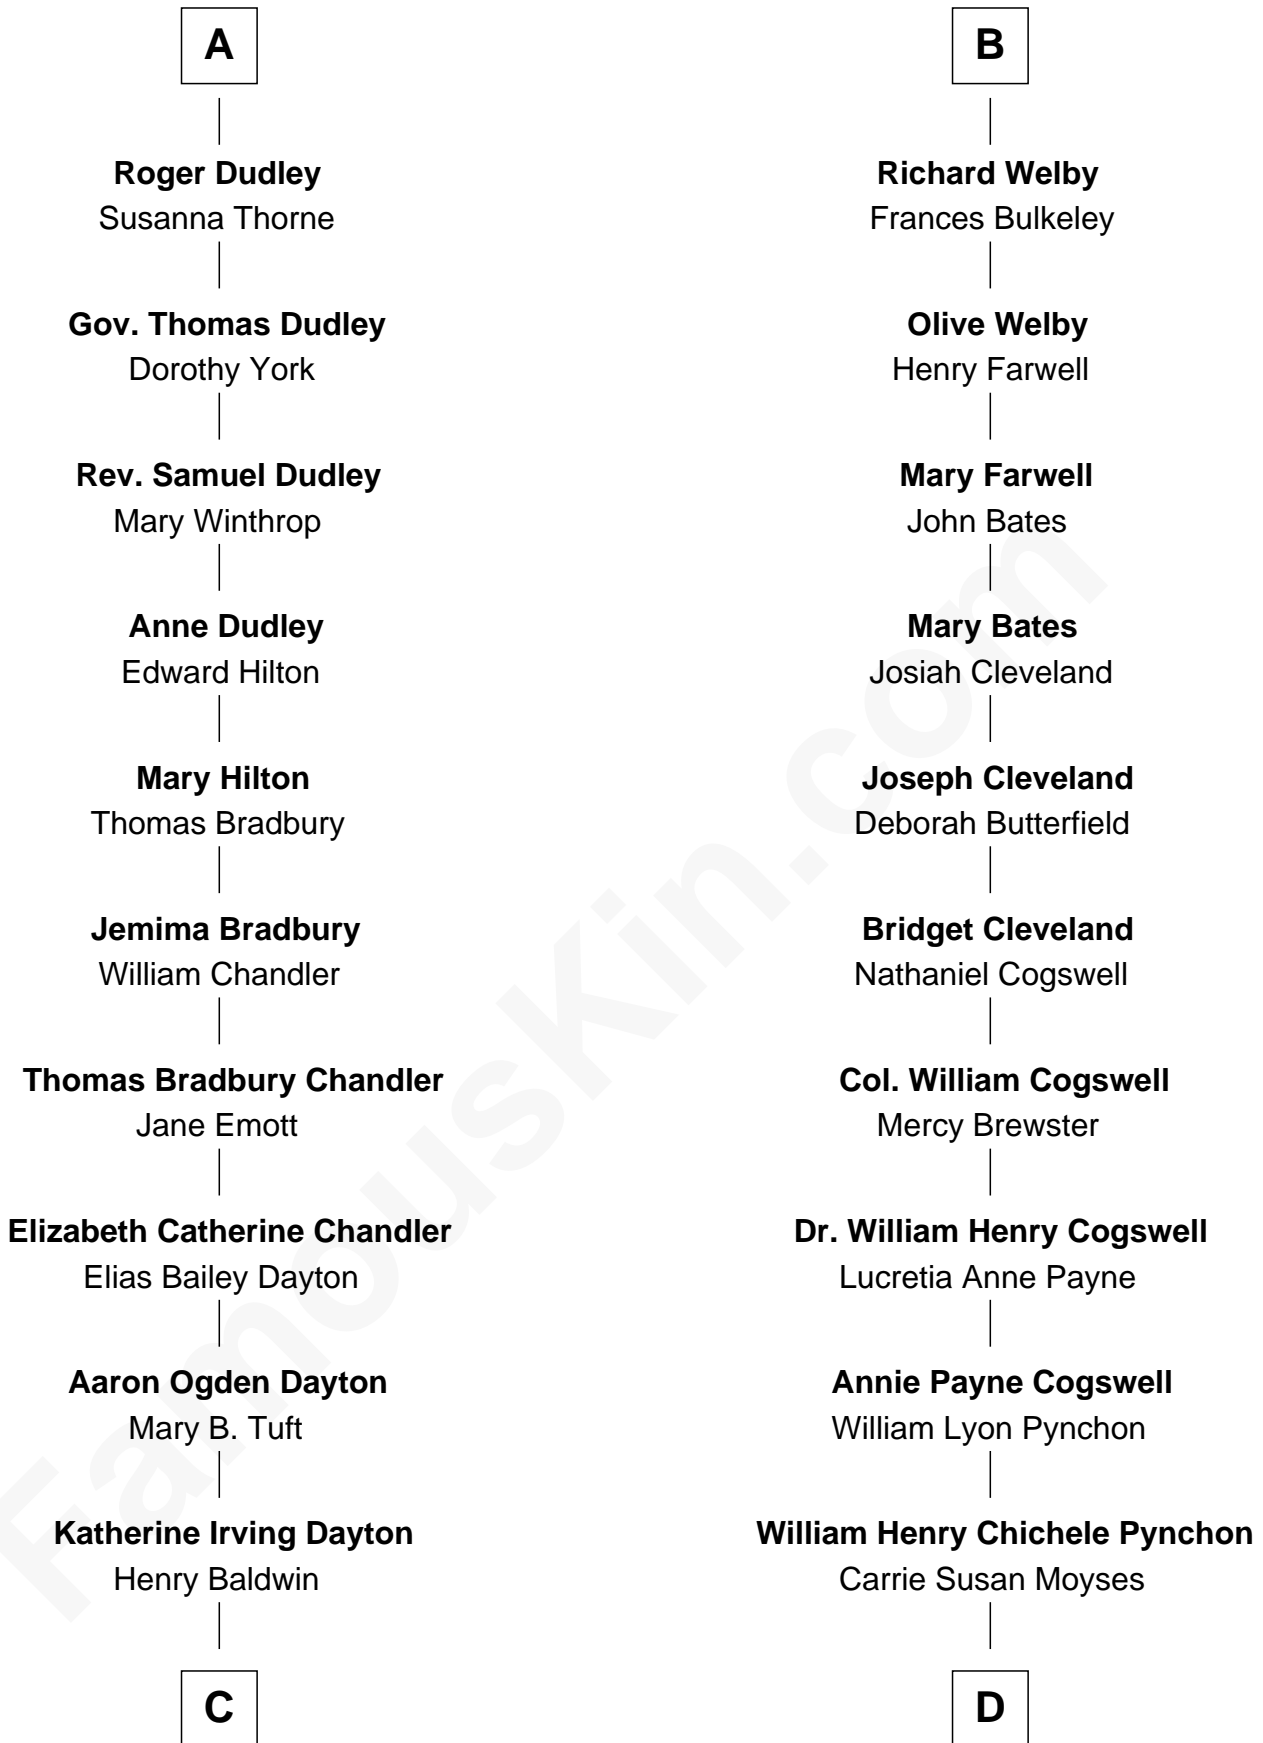 A
Roger Dudley
Susanna Thorne
Gov. Thomas Dudley
Dorothy York
Rev. Samuel Dudley
Mary Winthrop
Anne Dudley
Edward Hilton
Mary Hilton
Thomas Bradbury
Jemima Bradbury
William Chandler
Thomas Bradbury Chandler
Jane Emott
Elizabeth Catherine Chandler
Elias Bailey Dayton
Aaron Ogden Dayton
Mary B. Tuft
Katherine Irving Dayton
Henry Baldwin
C
B
Richard Welby
Frances Bulkeley
Olive Welby
Henry Farwell
Mary Farwell
John Bates
Mary Bates
Josiah Cleveland
Joseph Cleveland
Deborah Butterfield
Bridget Cleveland
Nathaniel Cogswell
Col. William Cogswell
Mercy Brewster
Dr. William Henry Cogswell
Lucretia Anne Payne
Annie Payne Cogswell
William Lyon Pynchon
William Henry Chichele Pynchon
Carrie Susan Moyses
D
FamousKin.com